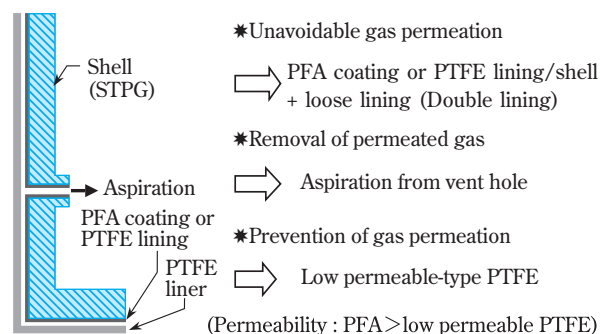 Shell
(STPG)
Aspiration
PFA coating or
PTFE lining
PTFE
liner
✷Unavoidable gas permeation
PFA coating or PTFE lining/shell
+ loose lining (Double lining)
✷Removal of permeated gas
Aspiration from vent hole
✷Prevention of gas permeation
Low permeable-type PTFE
(Permeability : PFA＞low permeable PTFE)